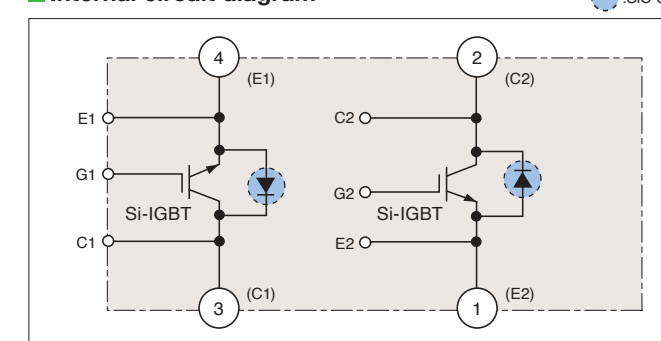 Internal circuit diagram
:SiC
4
(E1)
2
(C2)
E1
C2
G1
G2
Si-IGBT
Si-IGBT
C1
E2
3
(C1)
1
(E2)